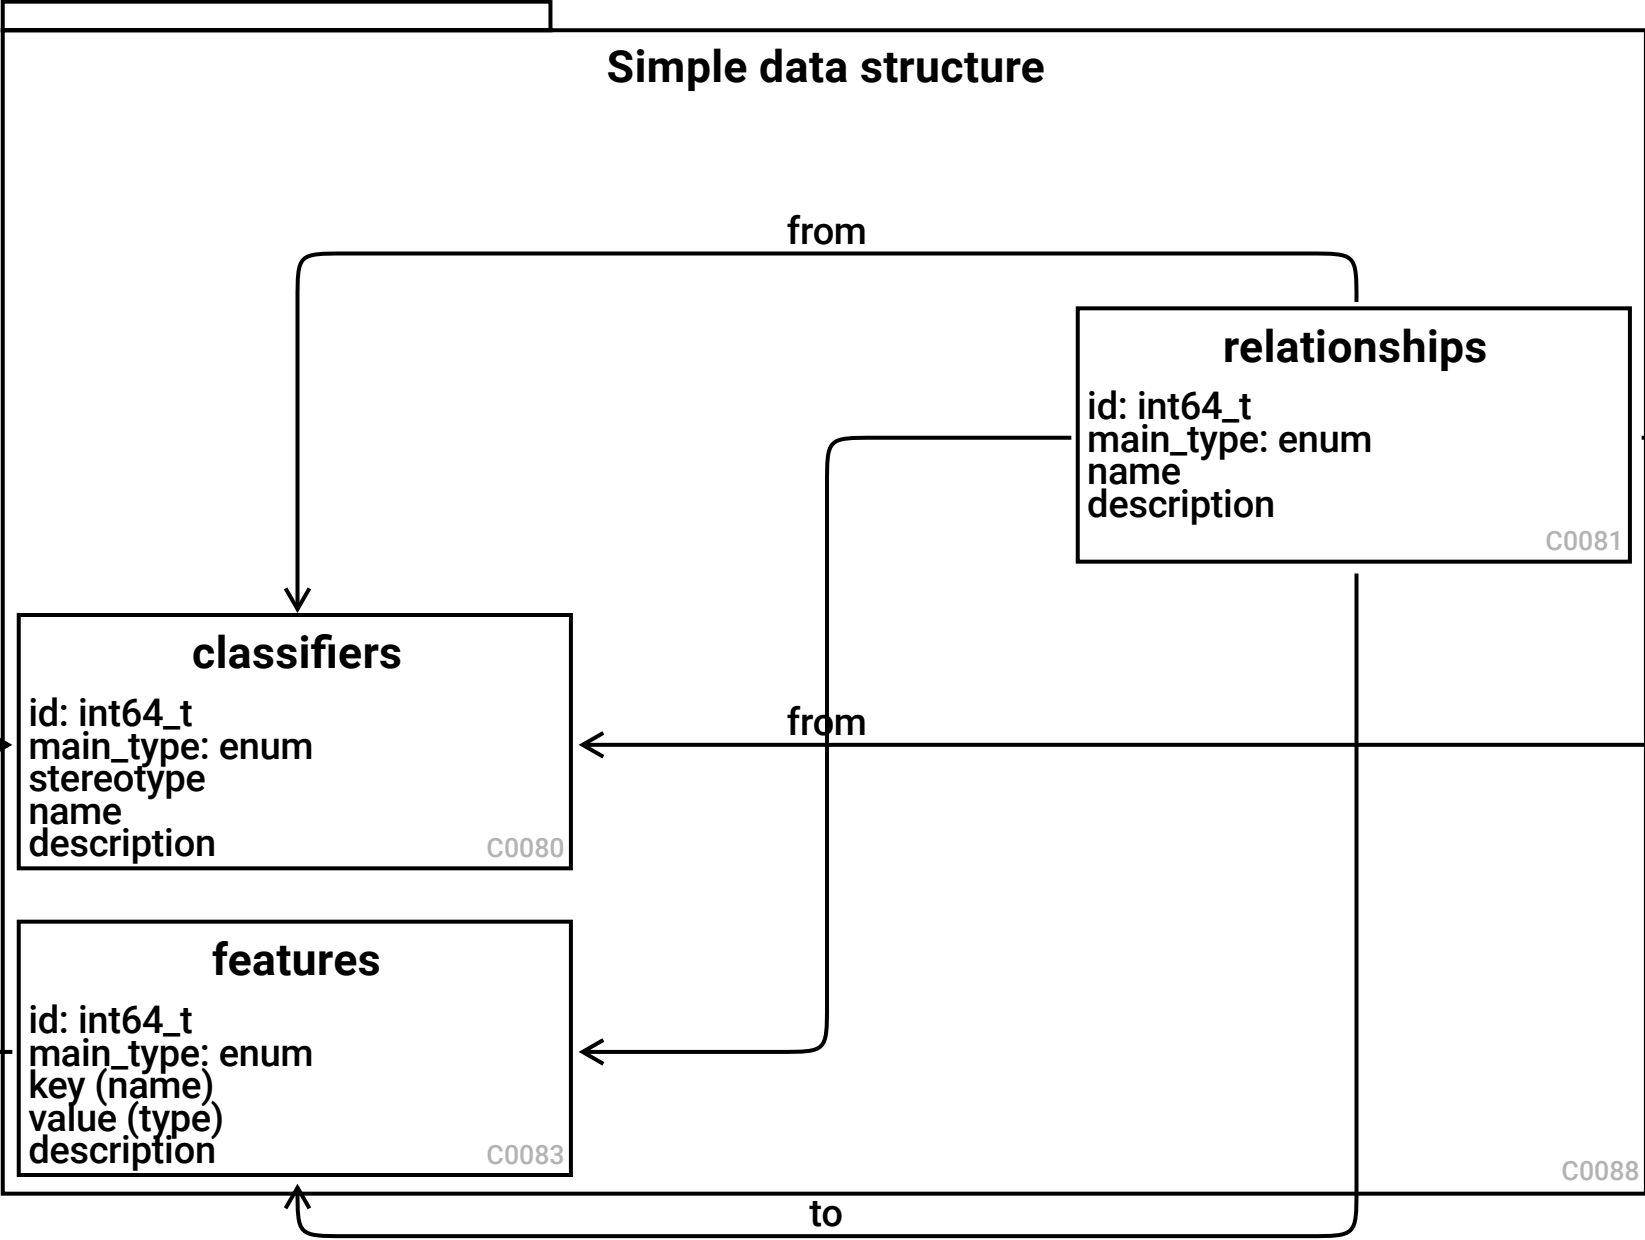 Simple data structure
from
relationships
id: int64_t
main_type: enum
name
description
C0081
classifiers
id: int64_t
main_type: enum
stereotype
name
description
C0080
from
features
id: int64_t
main_type: enum
key (name)
value (type)
description
C0083
C0088
to